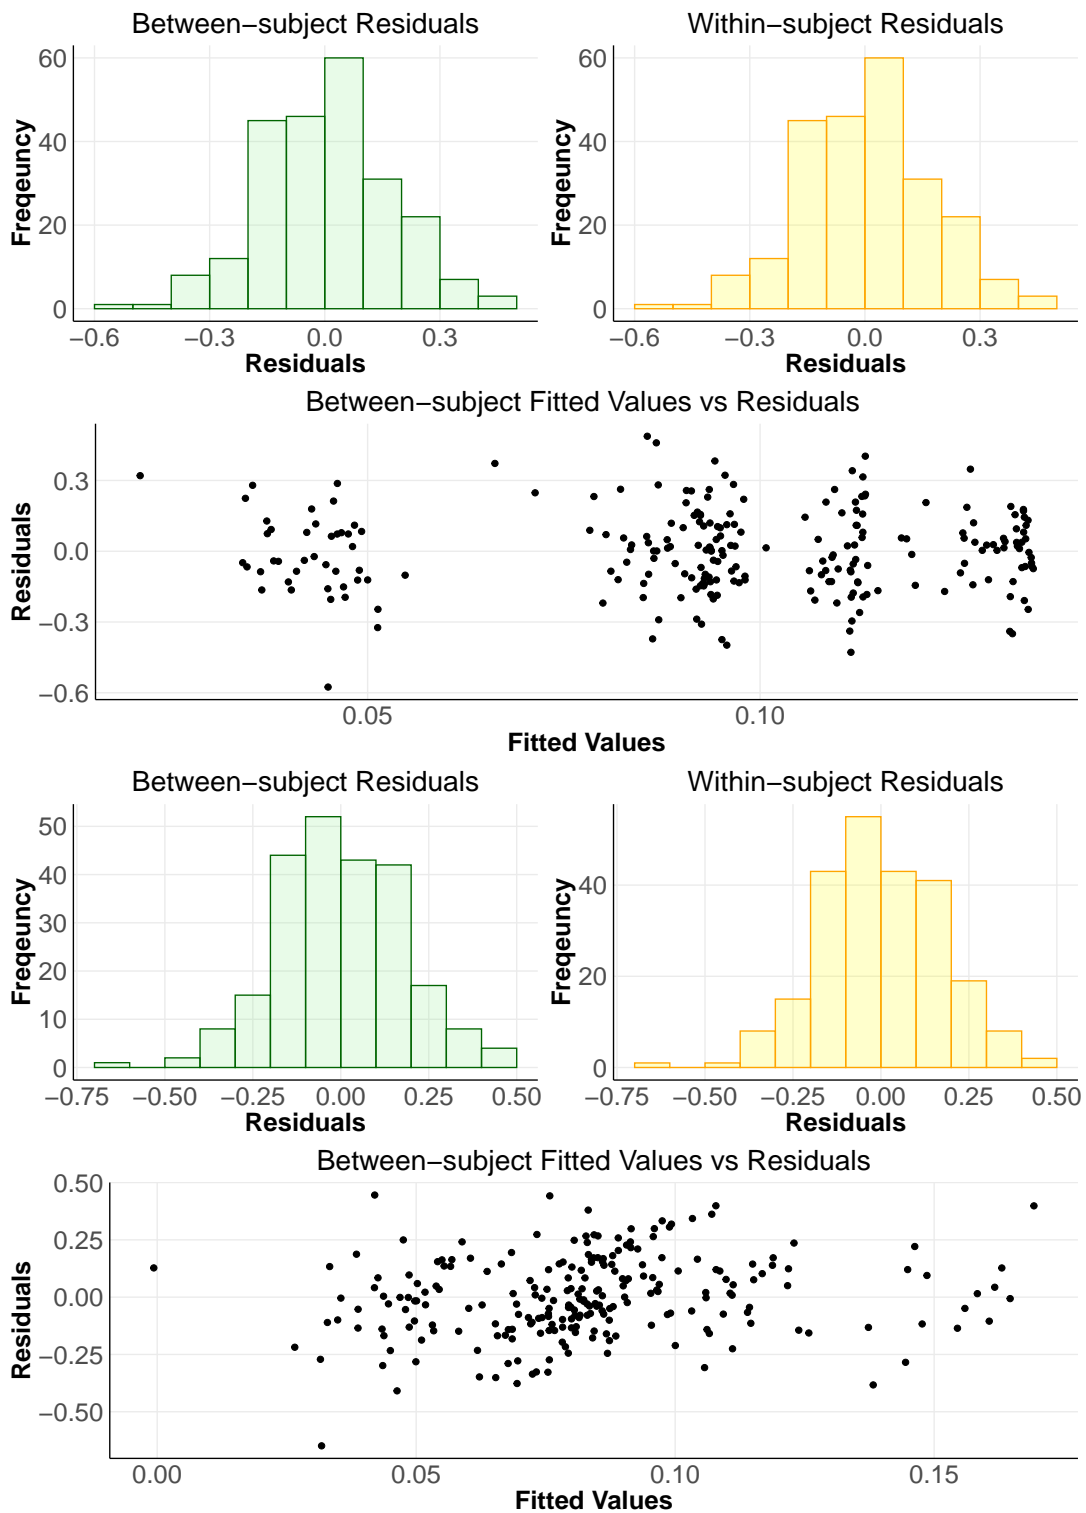 Between−subject Residuals
Within−subject Residuals
Freqeuncy
60
40
20
0
−0.6 −0.3 0.0 0.3
Residuals
Freqeuncy
60
40
20
0
−0.6 −0.3 0.0 0.3
Residuals
Between−subject Fitted Values vs Residuals
Residuals
0.3
0.0
−0.3
−0.6
0.05 0.10
Fitted Values
Between−subject Residuals
Within−subject Residuals
Freqeuncy
50
40
30
20
10
0
−0.75 −0.50 −0.25 0.00 0.25 0.50
Residuals
Freqeuncy
40
20
0
−0.75 −0.50 −0.25 0.00 0.25 0.50
Residuals
Between−subject Fitted Values vs Residuals
Residuals
0.50
0.25
0.00
−0.25
−0.50
0.00 0.05 0.10 0.15
Fitted Values